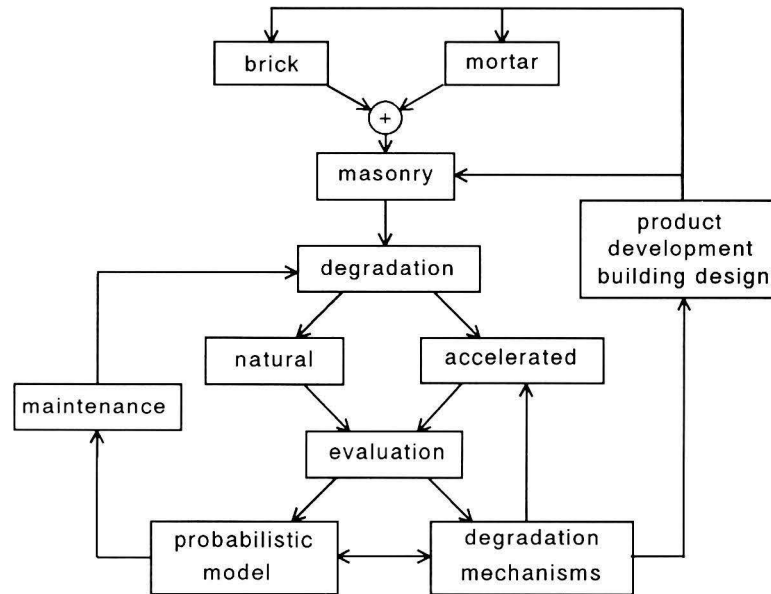 brick
mortar
+
masonry
product
development
building design
degradation
natural
accelerated
maintenance
evaluation
probabilistic
model
degradation
mechanisms